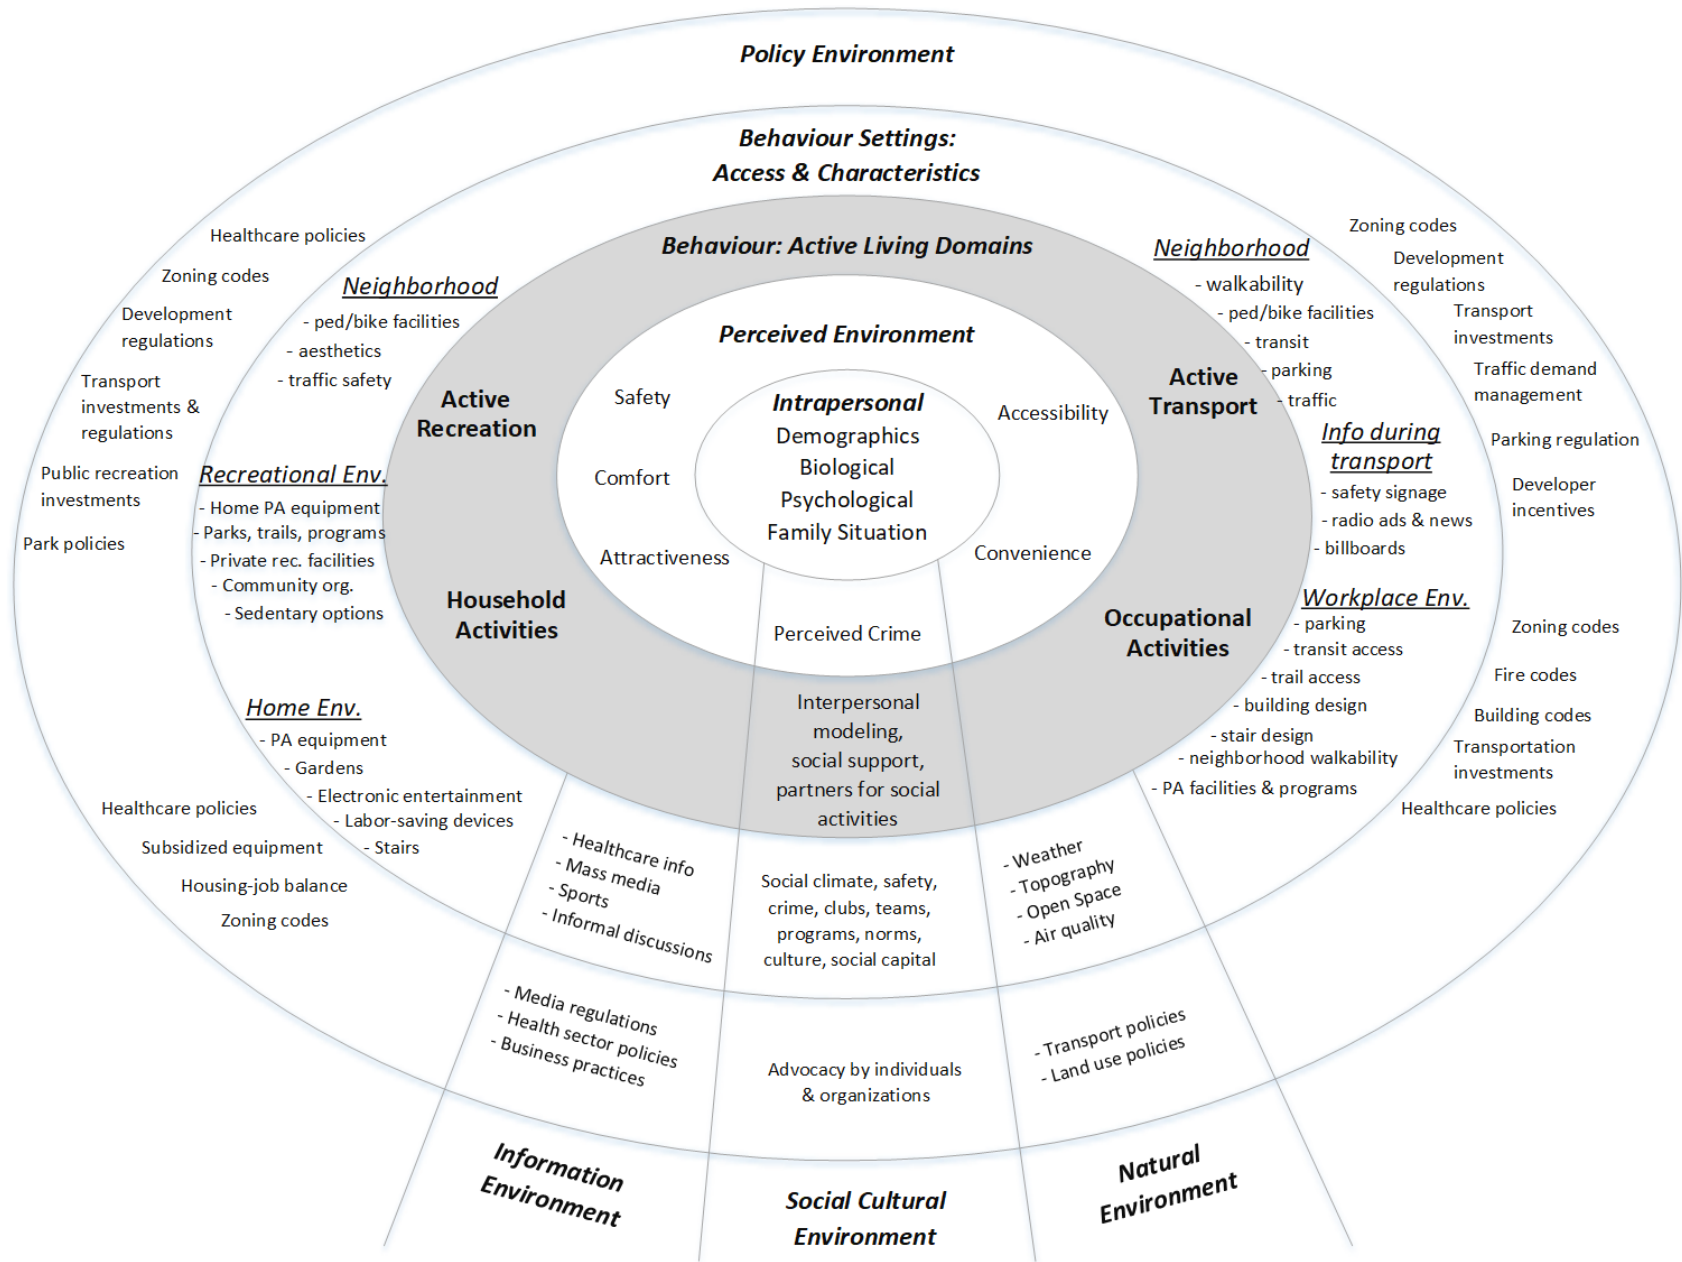 Policy Environment
Behaviour Settings:
Access & Characteristics
Behaviour: Active Living Domains
Perceived Environment
Intrapersonal
Demographics
Biological
Psychological
Family Situation
Safety
Comfort
Attractiveness
Accessibility
Convenience
Perceived Crime
Active
Recreation
Household
Activities
Active
Transport
Occupational
Activities
Interpersonal
modeling,
social support,
partners for social
activities
Healthcare policies
Zoning codes
Development
regulations
Transport
investments &
regulations
Public recreation
investments
Park policies
Neighborhood
- ped/bike facilities
- aesthetics
- traffic safety
Recreational Env.
- Home PA equipment
- Parks, trails, programs
- Private rec. facilities
- Community org.
- Sedentary options
Home Env.
- PA equipment
- Gardens
- Electronic entertainment
- Labor-saving devices
- Stairs
Healthcare policies
Subsidized equipment
Housing-job balance
Zoning codes
Neighborhood
- walkability
- ped/bike facilities
- transit
- parking
- traffic
Info during
transport
- safety signage
- radio ads & news
- billboards
Workplace Env.
- parking
- transit access
- trail access
- building design
- stair design
- neighborhood walkability
- PA facilities & programs
Zoning codes
Development
regulations
Transport
investments
Traffic demand
management
Parking regulation
Developer
incentives
Zoning codes
Fire codes
Building codes
Transportation
investments
Healthcare policies
- Healthcare info
- Mass media
- Sports
- Informal discussions
Social climate, safety,
crime, clubs, teams,
programs, norms,
culture, social capital
- Weather
- Topography
- Open Space
- Air quality
- Media regulations
- Health sector policies
- Business practices
Advocacy by individuals
& organizations
- Transport policies
- Land use policies
Information
Environment
Social Cultural
Environment
Natural
Environment